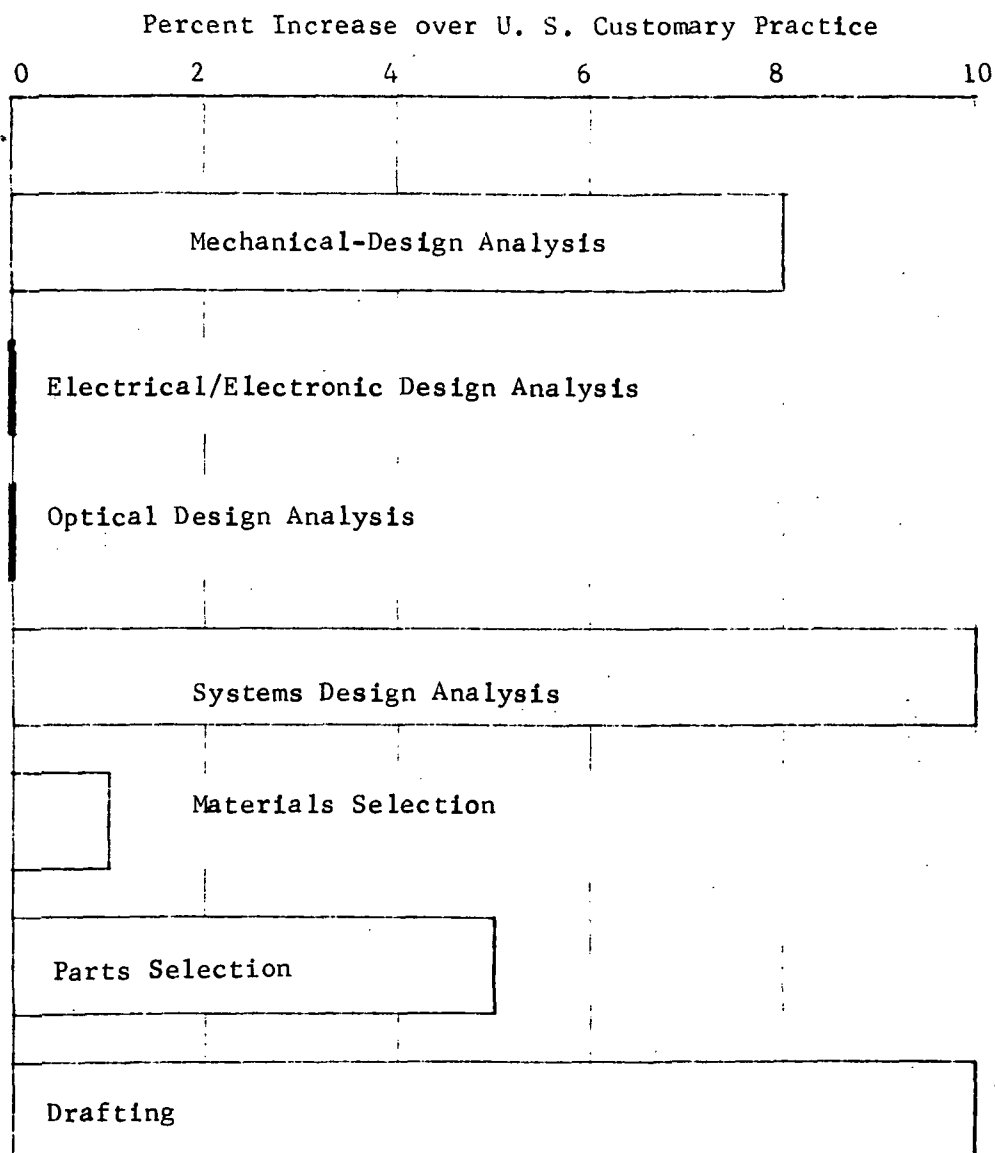 Percent Increase over U. S. Customary Practice
0 2 4 6 8 10
Mechanical-Design Analysis
Electrical/Electronic Design Analysis
Optical Design Analysis
Systems Design Analysis
Materials Selection
Parts Selection
Drafting